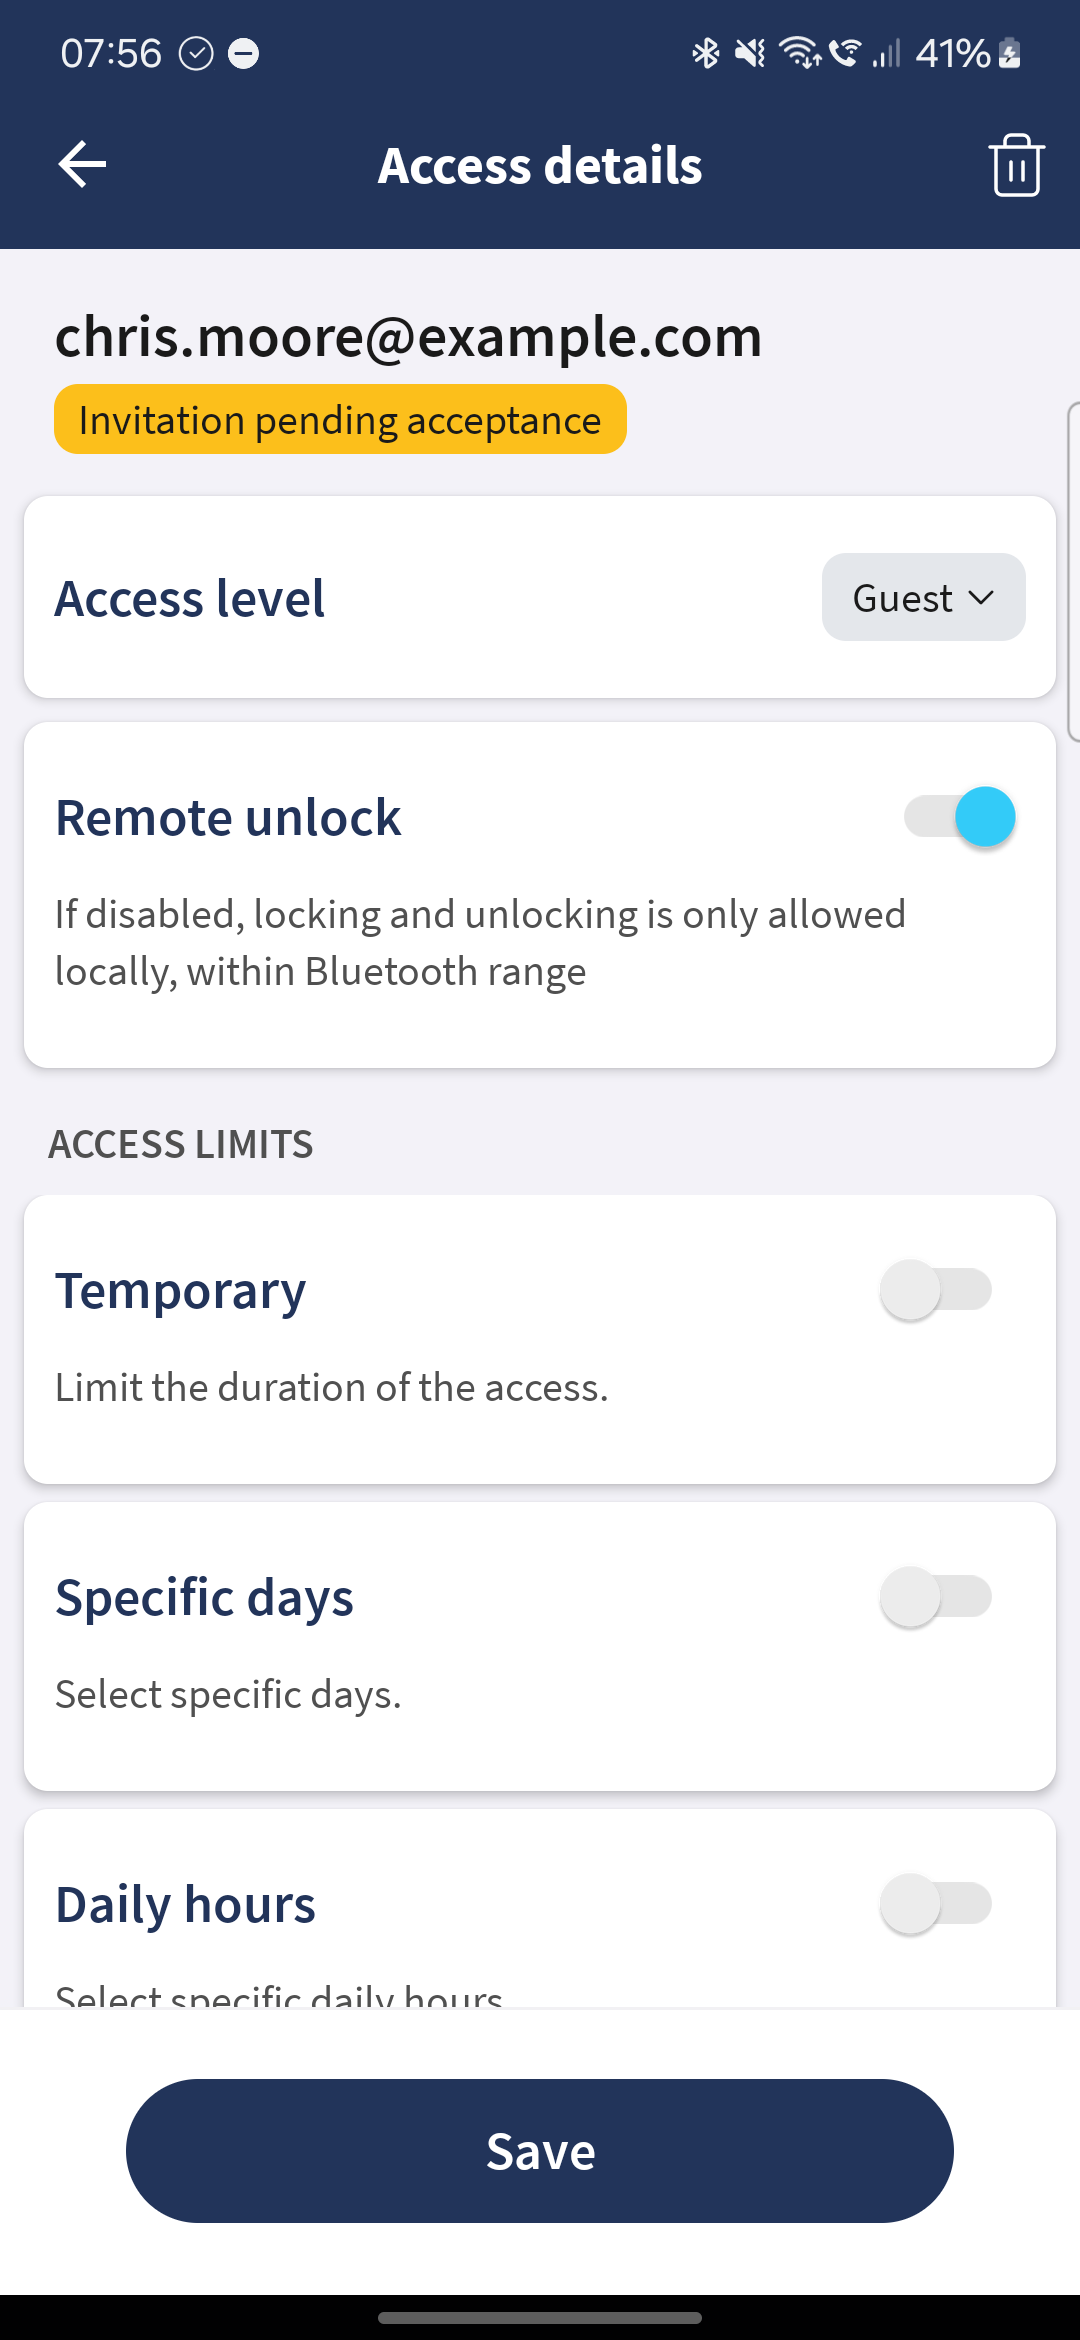 07:56
41%
Access details
chris.moore@example.com
Invitation pending acceptance
Access level
Guest
Remote unlock
If disabled, locking and unlocking is only allowed
locally, within Bluetooth range
ACCESS LIMITS
Temporary
Limit the duration of the access.
Specific days
Select specific days.
Daily hours
Select specific daily hours
Save